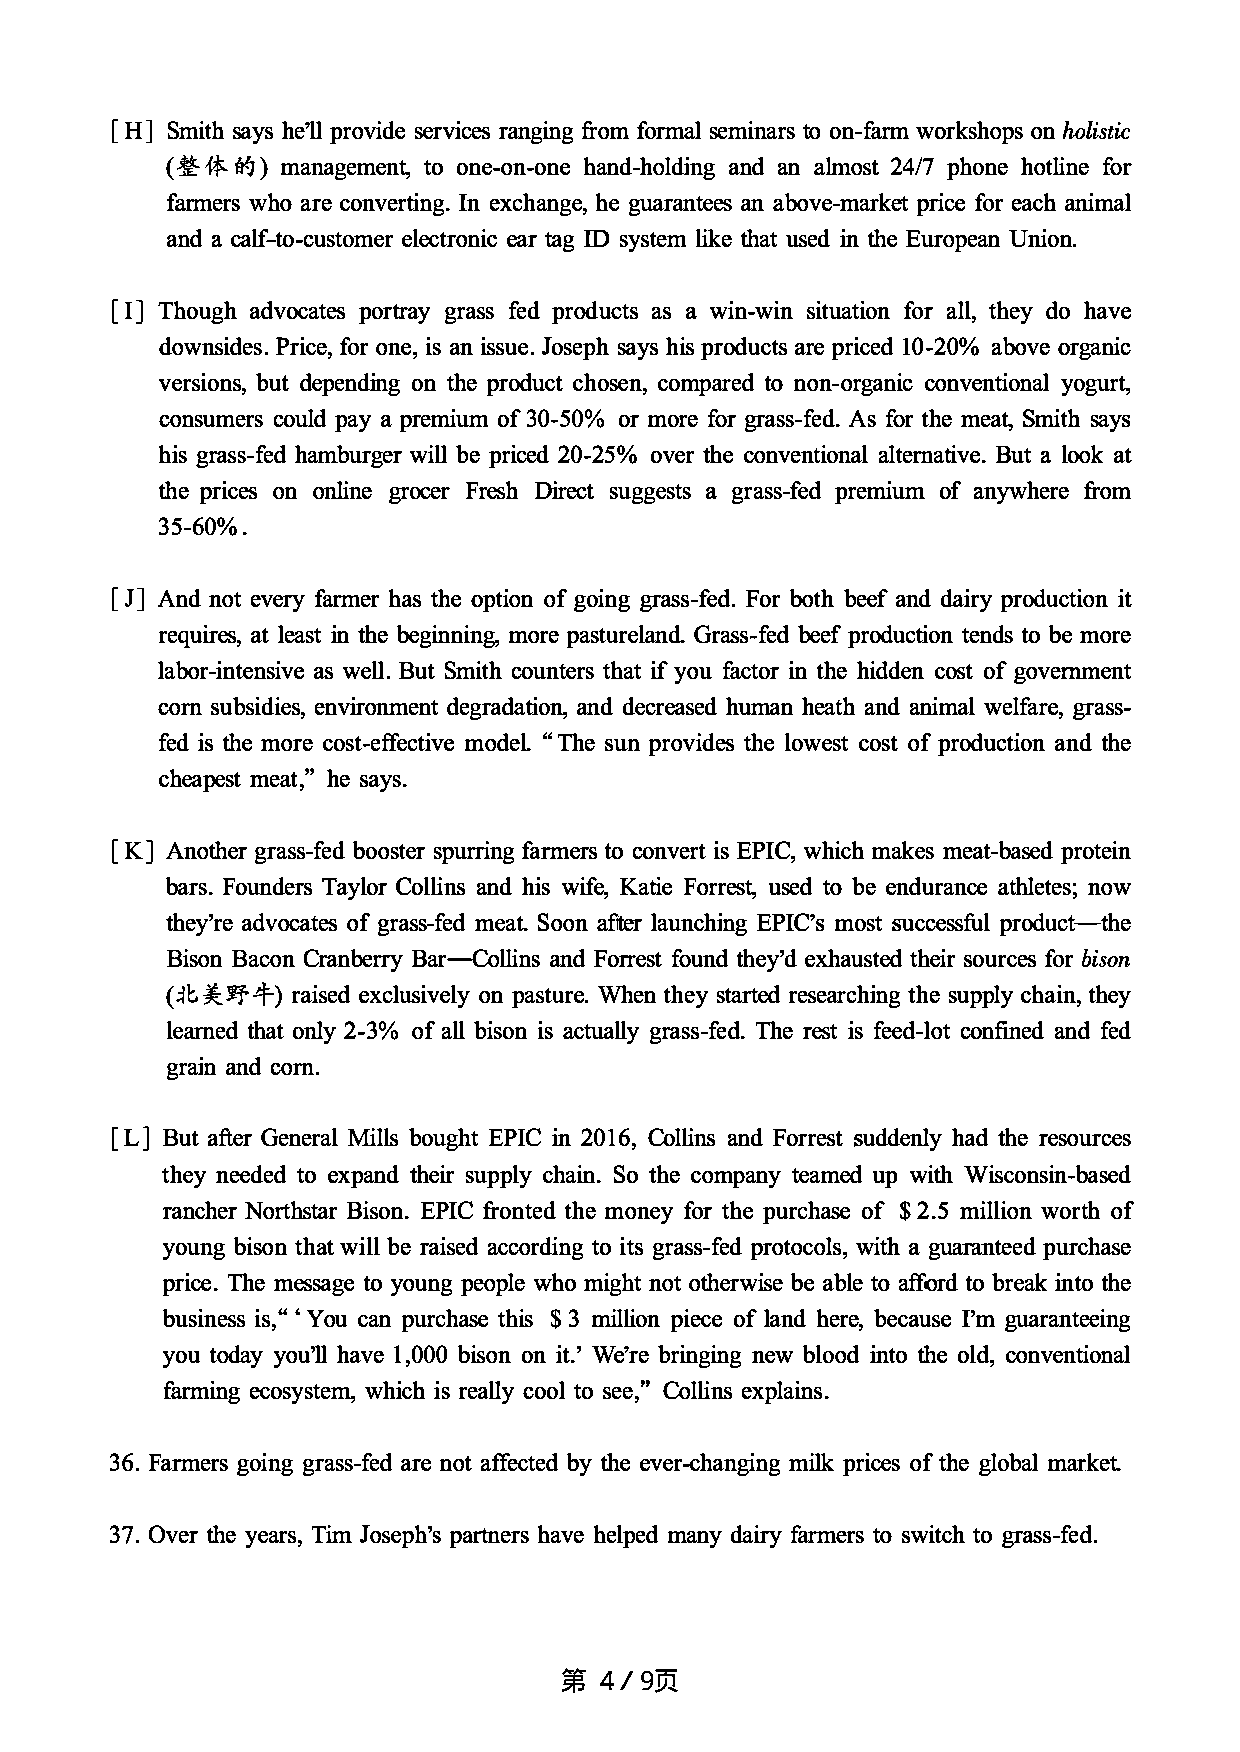 [H] Smith says he’ll provide services ranging from formal seminars to on-farm workshops on holistic
(整体的) management, to one-on-one hand-holding and an almost 24/7 phone hotline for
farmers who are converting. In exchange, he guarantees an above-market price for each animal
and a calf-to-customer electronic ear tag ID system like that used in the European Union.
[I] Though advocates portray grass fed products as a win-win situation for all, they do have
downsides. Price, for one, is an issue. Joseph says his products are priced 10-20% above organic
versions, but depending on the product chosen, compared to non-organic conventional yogurt,
consumers could pay a premium of 30-50% or more for grass-fed. As for the meat, Smith says
his grass-fed hamburger will be priced 20-25% over the conventional alternative. But a look at
the prices on online grocer Fresh Direct suggests a grass-fed premium of anywhere from
35-60%.
[J] And not every farmer has the option of going grass-fed. For both beef and dairy production it
requires, at least in the beginning, more pastureland. Grass-fed beef production tends to be more
labor-intensive as well. But Smith counters that if you factor in the hidden cost of government
corn subsidies, environment degradation, and decreased human heath and animal welfare, grass-
fed is the more cost-effective model. “The sun provides the lowest cost of production and the
cheapest meat,” he says.
[K] Another grass-fed booster spurring farmers to convert is EPIC, which makes meat-based protein
bars. Founders Taylor Collins and his wife, Katie Forrest, used to be endurance athletes; now
they’re advocates of grass-fed meat. Soon after launching EPIC’s most successful product—the
Bison Bacon Cranberry Bar—Collins and Forrest found they’d exhausted their sources for bison
(北美野牛) raised exclusively on pasture. When they started researching the supply chain, they
learned that only 2-3% of all bison is actually grass-fed. The rest is feed-lot confined and fed
grain and corn.
[L] But after General Mills bought EPIC in 2016, Collins and Forrest suddenly had the resources
they needed to expand their supply chain. So the company teamed up with Wisconsin-based
rancher Northstar Bison. EPIC fronted the money for the purchase of $2.5 million worth of
young bison that will be raised according to its grass-fed protocols, with a guaranteed purchase
price. The message to young people who might not otherwise be able to afford to break into the
business is,“‘You can purchase this $3 million piece of land here, because I’m guaranteeing
you today you’ll have 1,000 bison on it.’ We’re bringing new blood into the old, conventional
farming ecosystem, which is really cool to see,” Collins explains.
36. Farmers going grass-fed are not affected by the ever-changing milk prices of the global market.
37. Over the years, Tim Joseph’s partners have helped many dairy farmers to switch to grass-fed.
第 4 / 9页